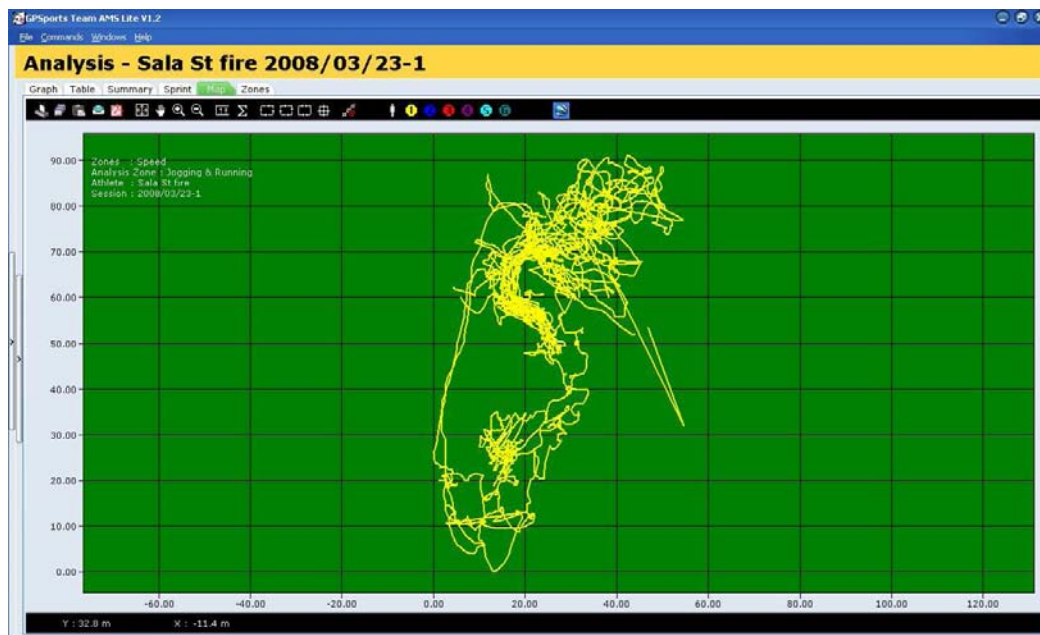 GPSports Team AMS Lite V1.2
File Commands Windows Help
Analysis - Sala St fire 2008/03/23-1
Graph Table Summary Sprint Map Zones
90.00
Zones : Speed
Analysis Zone : Jogging & Running
Athlete : Sala St fire
Session : 2008/03/23-1
80.00
70.00
60.00
50.00
40.00
30.00
20.00
10.00
0.00
-60.00 -40.00 -20.00 0.00 20.00 40.00 60.00 80.00 100.00 120.00
Y : 32.8 m X : -11.4 m